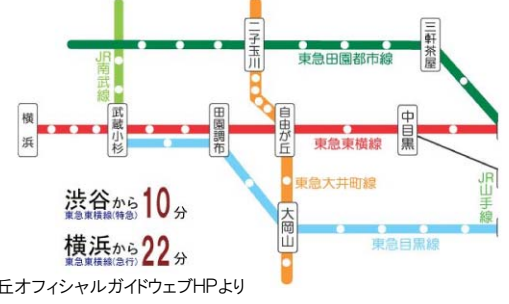 二子玉川
三軒茶屋
JR南武線
東急田園都市線
横浜
武蔵小杉
田園調布
自由が丘
中目黒
東急東横線
東急大井町線
JR山手線
大岡山
東急目黒線
渋谷から10分
東急東横線(特急)
横浜から22分
東急東横線(急行)
丘オフィシャルガイドウェブHPより